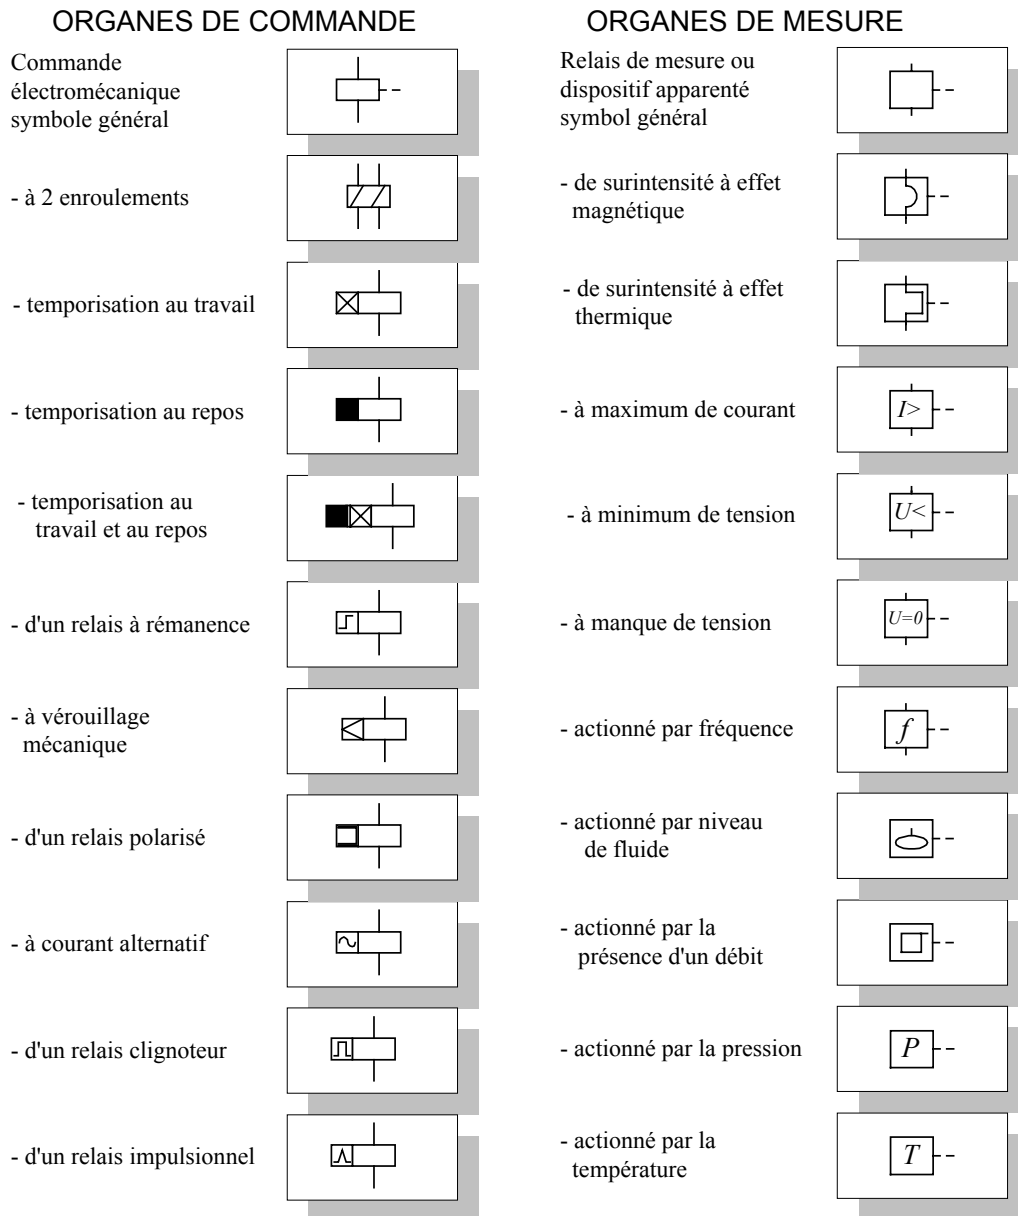 ORGANES DE COMMANDE
Commande
électromécanique
symbole général
- à 2 enroulements
- temporisation au travail
- temporisation au repos
- temporisation au
travail et au repos
- d'un relais à rémanence
- à vérouillage
mécanique
- d'un relais polarisé
- à courant alternatif
- d'un relais clignoteur
- d'un relais impulsionnel
ORGANES DE MESURE
Relais de mesure ou
dispositif apparenté
symbol général
- de surintensité à effet
magnétique
- de surintensité à effet
thermique
- à maximum de courant
I>
- à minimum de tension
U<
- à manque de tension
U=0
- actionné par fréquence
f
- actionné par niveau
de fluide
- actionné par la
présence d'un débit
- actionné par la pression
P
- actionné par la
température
T